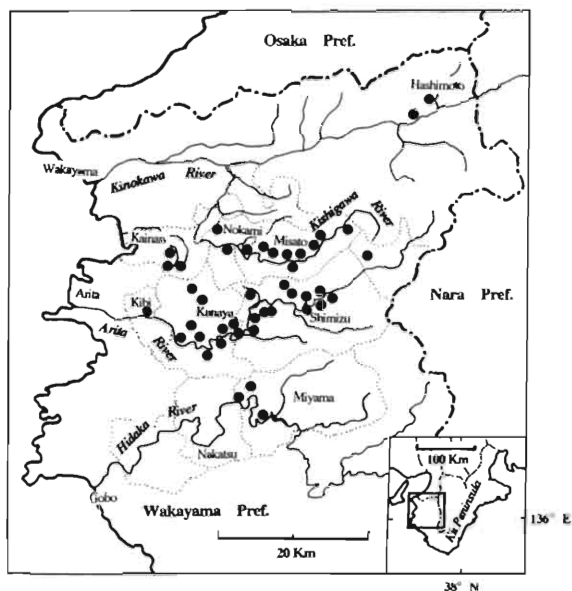 Osaka Pref.
Hashimoto
Wakayama
Kinokawa River
Kishigawa River
Nokami
Misato
Kainan
Arita
Kibi
Kanaya
Shimizu
Nara Pref.
Arita River
Hidaka River
Miyama
Nakatsu
Gobo
Wakayama Pref.
20 Km
100 Km
Kii Peninsula
136° E
38° N